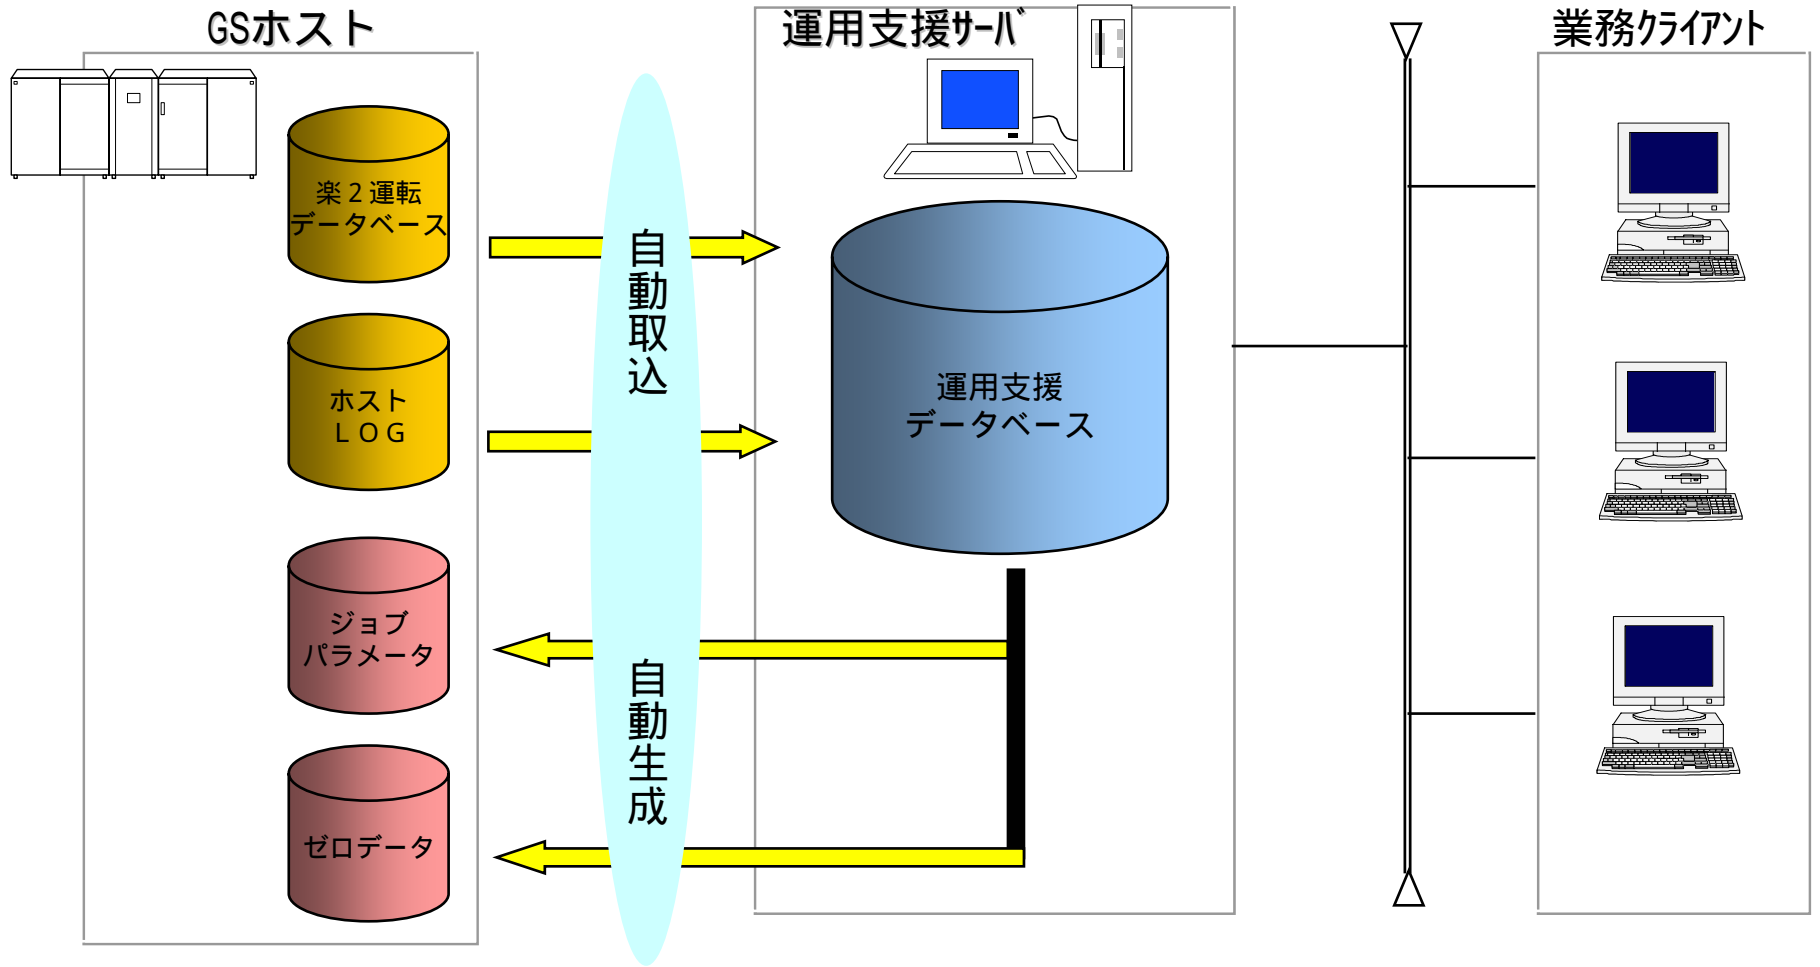 GSホスト
運用支援ｻｰﾊﾞ
業務ｸﾗｲｱﾝﾄ
楽２運転
データベース
ホスト
ＬＯＧ
ジョブ
パラメータ
ゼロデータ
自動取込
自動生成
運用支援
データベース